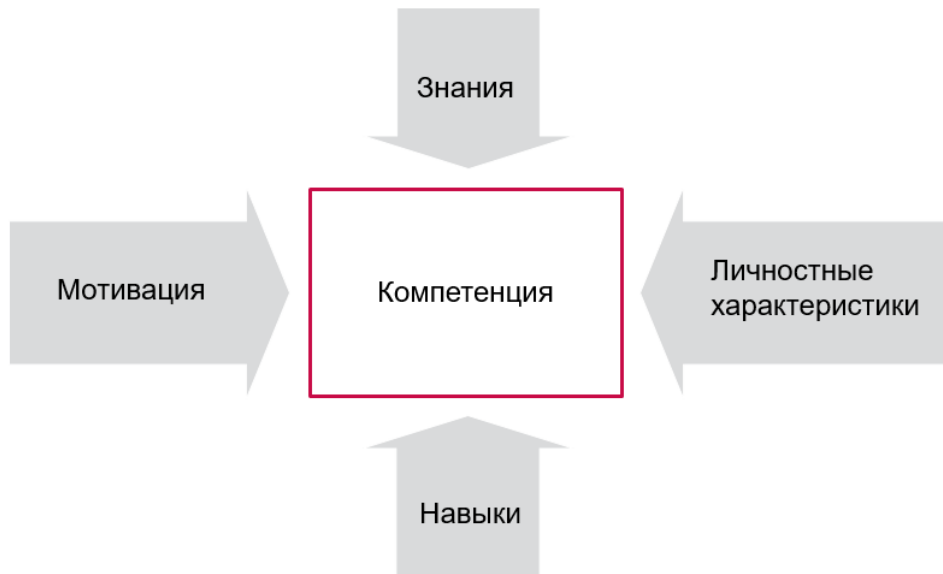 Знания
Мотивация
Компетенция
Личностные
характеристики
Навыки